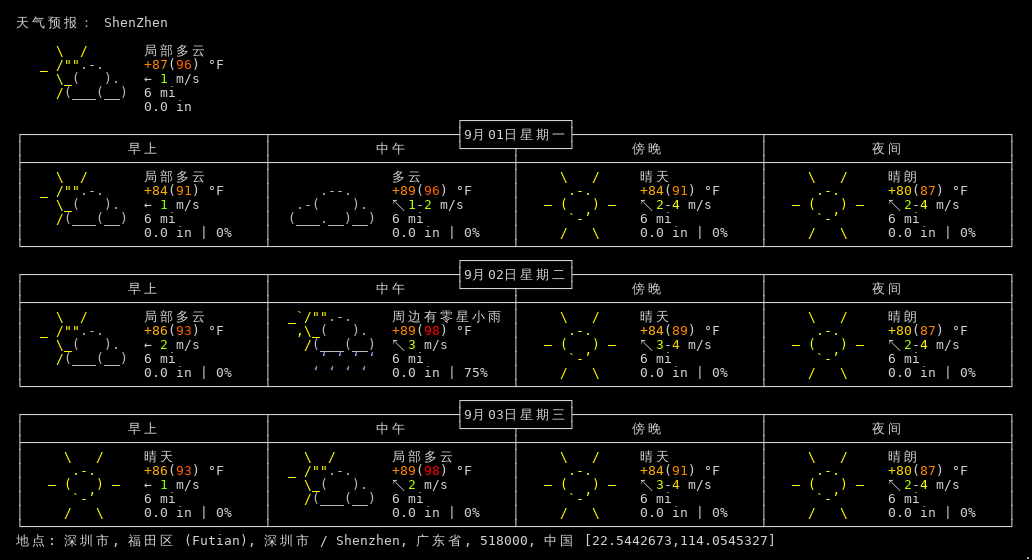 天气预报： ShenZhen
局部多云
+87(96) °F
← 1 m/s
6 mi
0.0 in
9月01日星期一
早上 中午 傍晚 夜间
局部多云 多云 晴天 晴朗
+84(91) °F +89(96) °F +84(91) °F +80(87) °F
← 1 m/s ↖ 1-2 m/s ↖ 2-4 m/s ↖ 2-4 m/s
6 mi 6 mi 6 mi 6 mi
0.0 in | 0% 0.0 in | 0% 0.0 in | 0% 0.0 in | 0%
9月02日星期二
早上 中午 傍晚 夜间
局部多云 周边有零星小雨 晴天 晴朗
+86(93) °F +89(98) °F +84(89) °F +80(87) °F
← 2 m/s ↖ 3 m/s ↖ 3-4 m/s ↖ 2-4 m/s
6 mi 6 mi 6 mi 6 mi
0.0 in | 0% 0.0 in | 75% 0.0 in | 0% 0.0 in | 0%
9月03日星期三
早上 中午 傍晚 夜间
晴天 局部多云 晴天 晴朗
+86(93) °F +89(98) °F +84(91) °F +80(87) °F
← 1 m/s ↖ 2 m/s ↖ 3-4 m/s ↖ 2-4 m/s
6 mi 6 mi 6 mi 6 mi
0.0 in | 0% 0.0 in | 0% 0.0 in | 0% 0.0 in | 0%
地点: 深圳市, 福田区 (Futian), 深圳市 / Shenzhen, 广东省, 518000, 中国 [22.5442673,114.0545327]